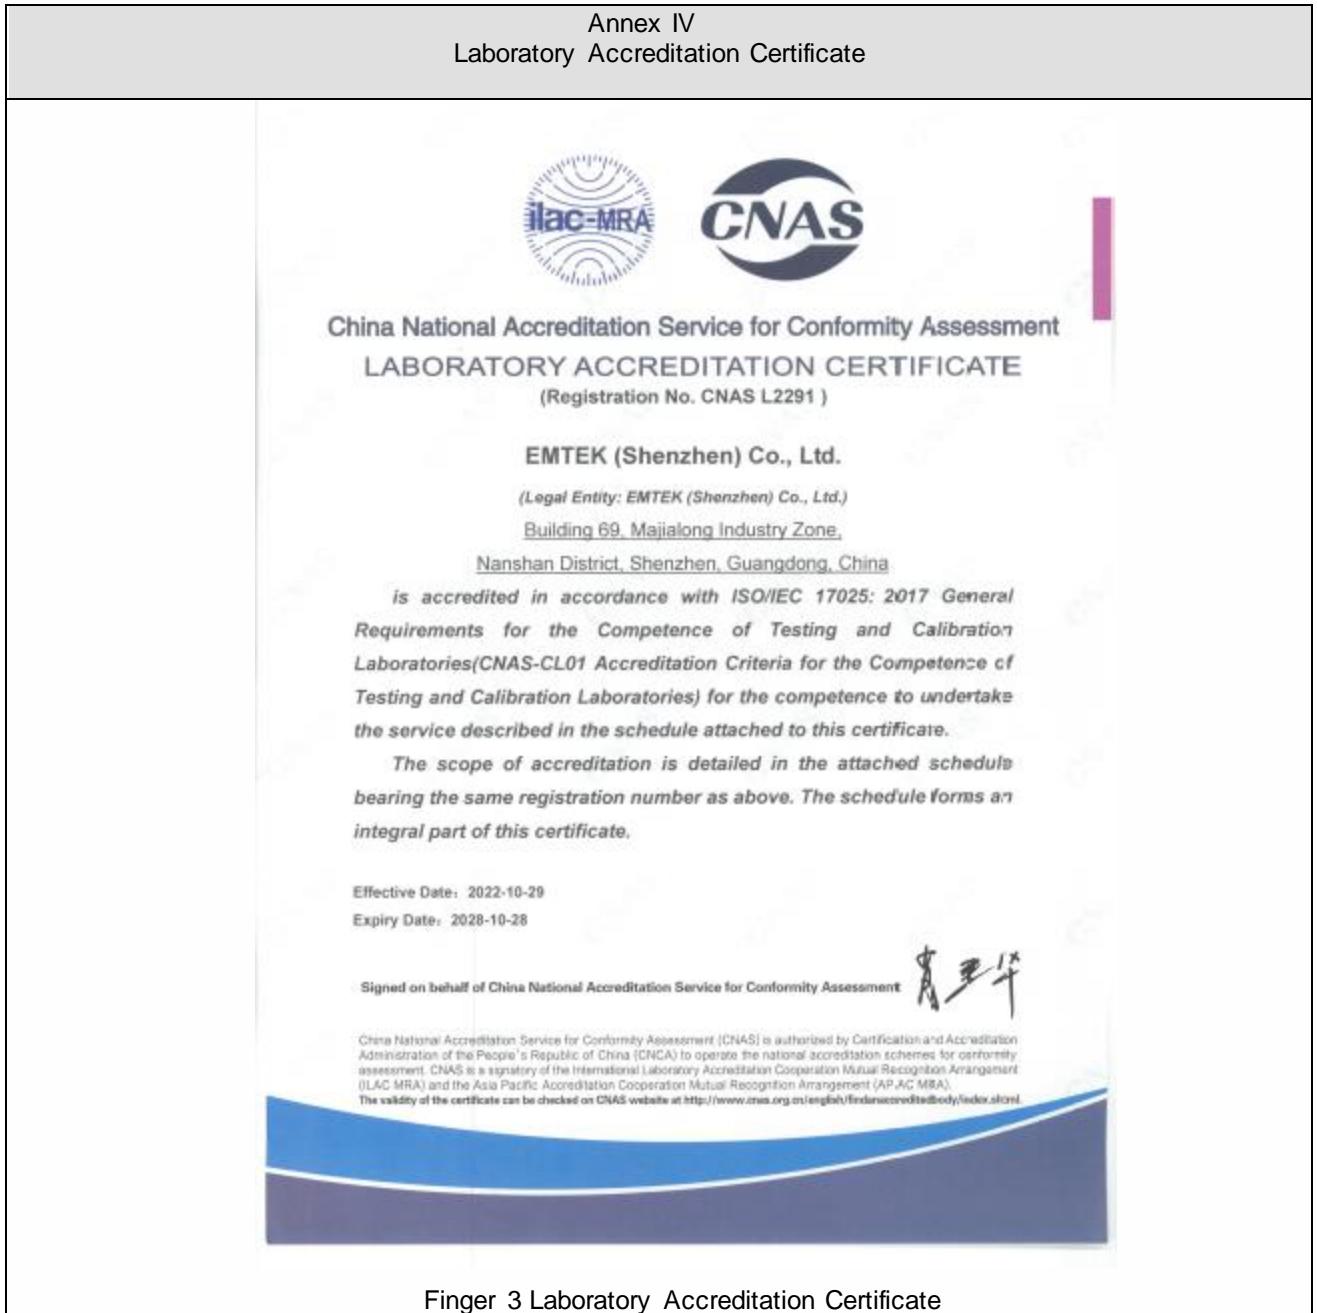 Annex IV
Laboratory Accreditation Certificate
ilac-MRA
CNAS
China National Accreditation Service for Conformity Assessment
LABORATORY ACCREDITATION CERTIFICATE
(Registration No. CNAS L2291 )
EMTEK (Shenzhen) Co., Ltd.
(Legal Entity: EMTEK (Shenzhen) Co., Ltd.)
Building 69, Majialong Industry Zone,
Nanshan District, Shenzhen, Guangdong, China
is accredited in accordance with ISO/IEC 17025: 2017 General
Requirements for the Competence of Testing and Calibration
Laboratories(CNAS-CL01 Accreditation Criteria for the Competence of
Testing and Calibration Laboratories) for the competence to undertake
the service described in the schedule attached to this certificate.
The scope of accreditation is detailed in the attached schedule
bearing the same registration number as above. The schedule forms an
integral part of this certificate.
Effective Date: 2022-10-29
Expiry Date: 2028-10-28
Signed on behalf of China National Accreditation Service for Conformity Assessment
China National Accreditation Service for Conformity Assessment (CNAS) is authorized by Certification and Accreditation
Administration of the People's Republic of China (CNCA) to operate the national accreditation schemes for conformity
assessment. CNAS is a signatory of the International Laboratory Accreditation Cooperation Mutual Recognition Arrangement
(ILAC MRA) and the Asia Pacific Accreditation Cooperation Mutual Recognition Arrangement (APAC MRA).
The validity of the certificate can be checked on CNAS website at
Finger 3 Laboratory Accreditation Certificate